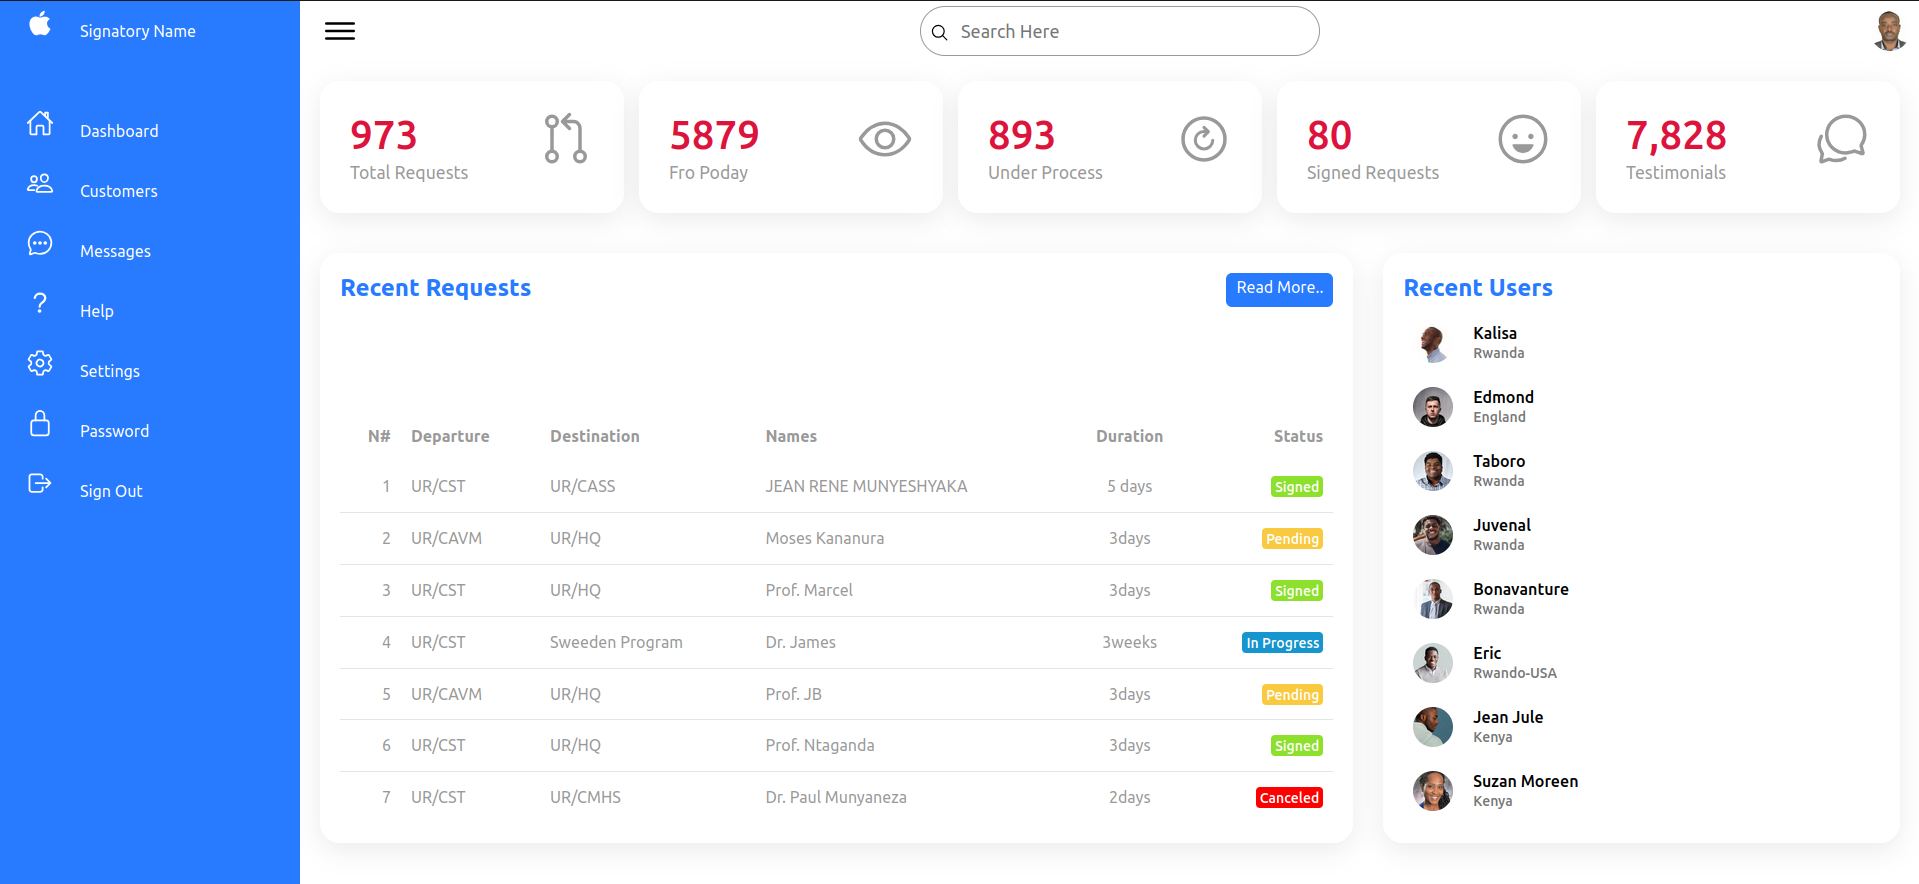 Signatory Name
Dashboard
Customers
Messages
Help
Settings
Password
Sign Out
Search Here
973
Total Requests
5879
Fro Poday
893
Under Process
80
Signed Requests
7,828
Testimonials
Recent Requests
Read More..
N# Departure Destination Names Duration Status
1 UR/CST UR/CASS JEAN RENE MUNYESHYAKA 5 days Signed
2 UR/CAVM UR/HQ Moses Kananura 3days Pending
3 UR/CST UR/HQ Prof. Marcel 3days Signed
4 UR/CST Sweeden Program Dr. James 3weeks In Progress
5 UR/CAVM UR/HQ Prof. JB 3days Pending
6 UR/CST UR/HQ Prof. Ntaganda 3days Signed
7 UR/CST UR/CMHS Dr. Paul Munyaneza 2days Canceled
Recent Users
Kalisa
Rwanda
Edmond
England
Taboro
Rwanda
Juvenal
Rwanda
Bonavanture
Rwanda
Eric
Rwando-USA
Jean Jule
Kenya
Suzan Moreen
Kenya